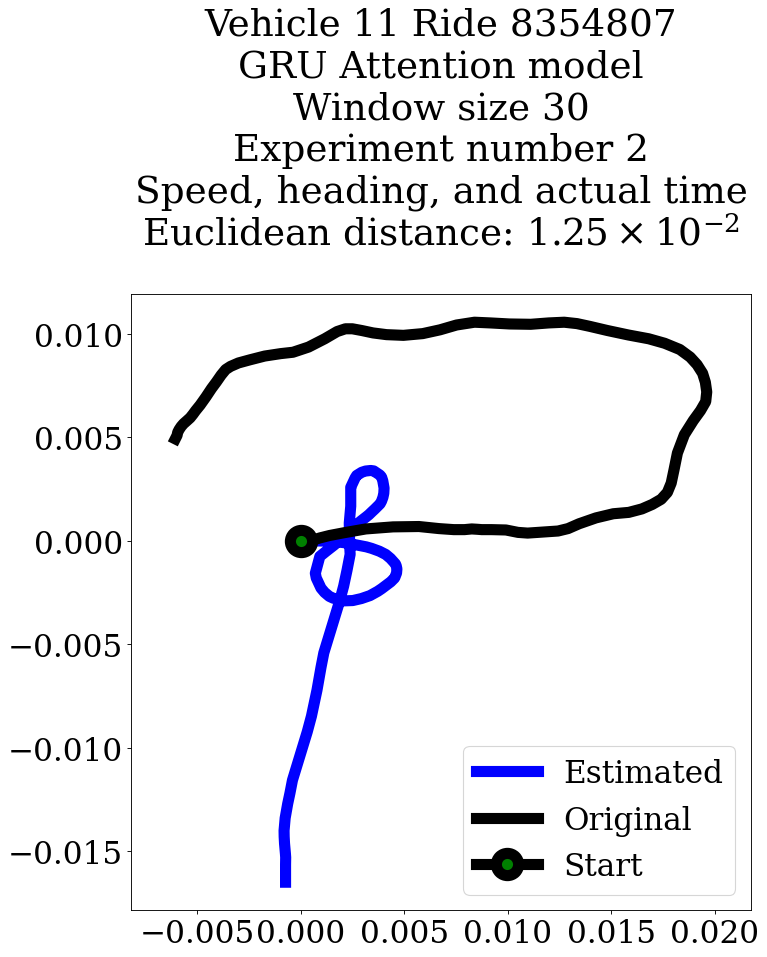 Vehicle 11 Ride 8354807
GRU Attention model
Window size 30
Experiment number 2
Speed, heading, and actual time
Euclidean distance: 1.25 × 10⁻²
0.010
0.005
0.000
−0.005
−0.010
−0.015
Estimated
Original
Start
−0.005 0.000 0.005 0.010 0.015 0.020